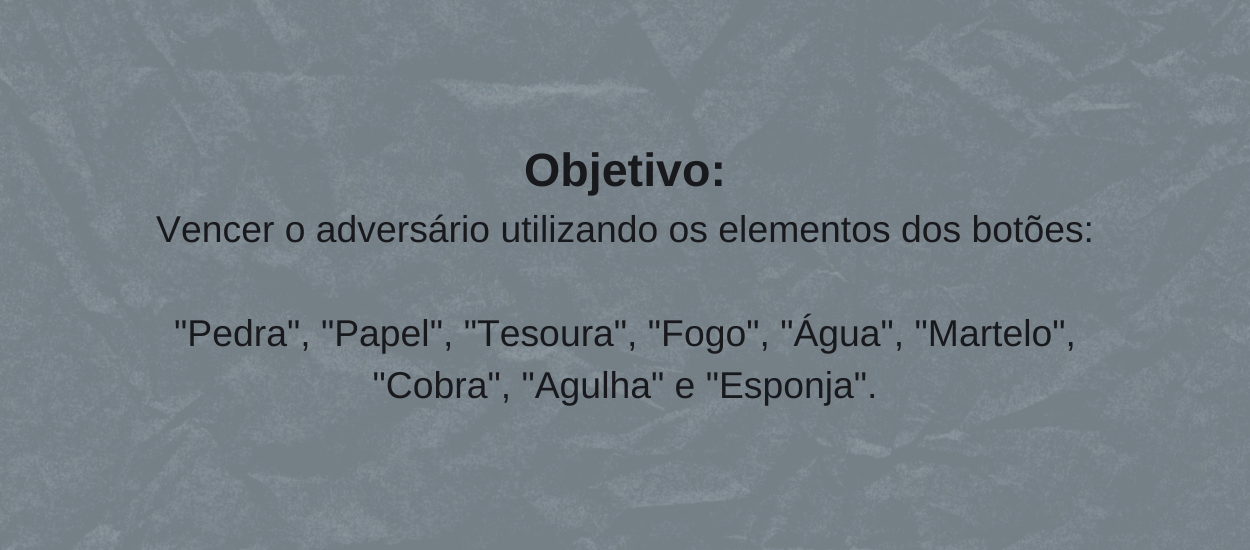 Objetivo:
Vencer o adversário utilizando os elementos dos botões:
"Pedra", "Papel", "Tesoura", "Fogo", "Água", "Martelo",
"Cobra", "Agulha" e "Esponja".